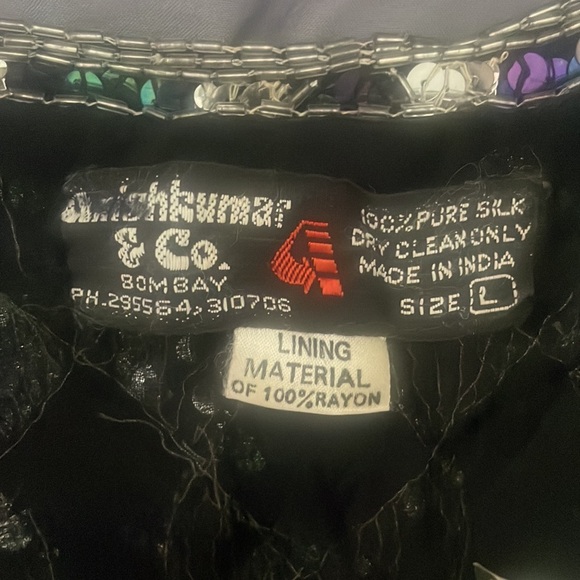 Anishkumar
& Co.
BOMBAY
PH. 295564, 310706
100% PURE SILK
DRY CLEAN ONLY
MADE IN INDIA
SIZE L
LINING
MATERIAL
OF 100% RAYON